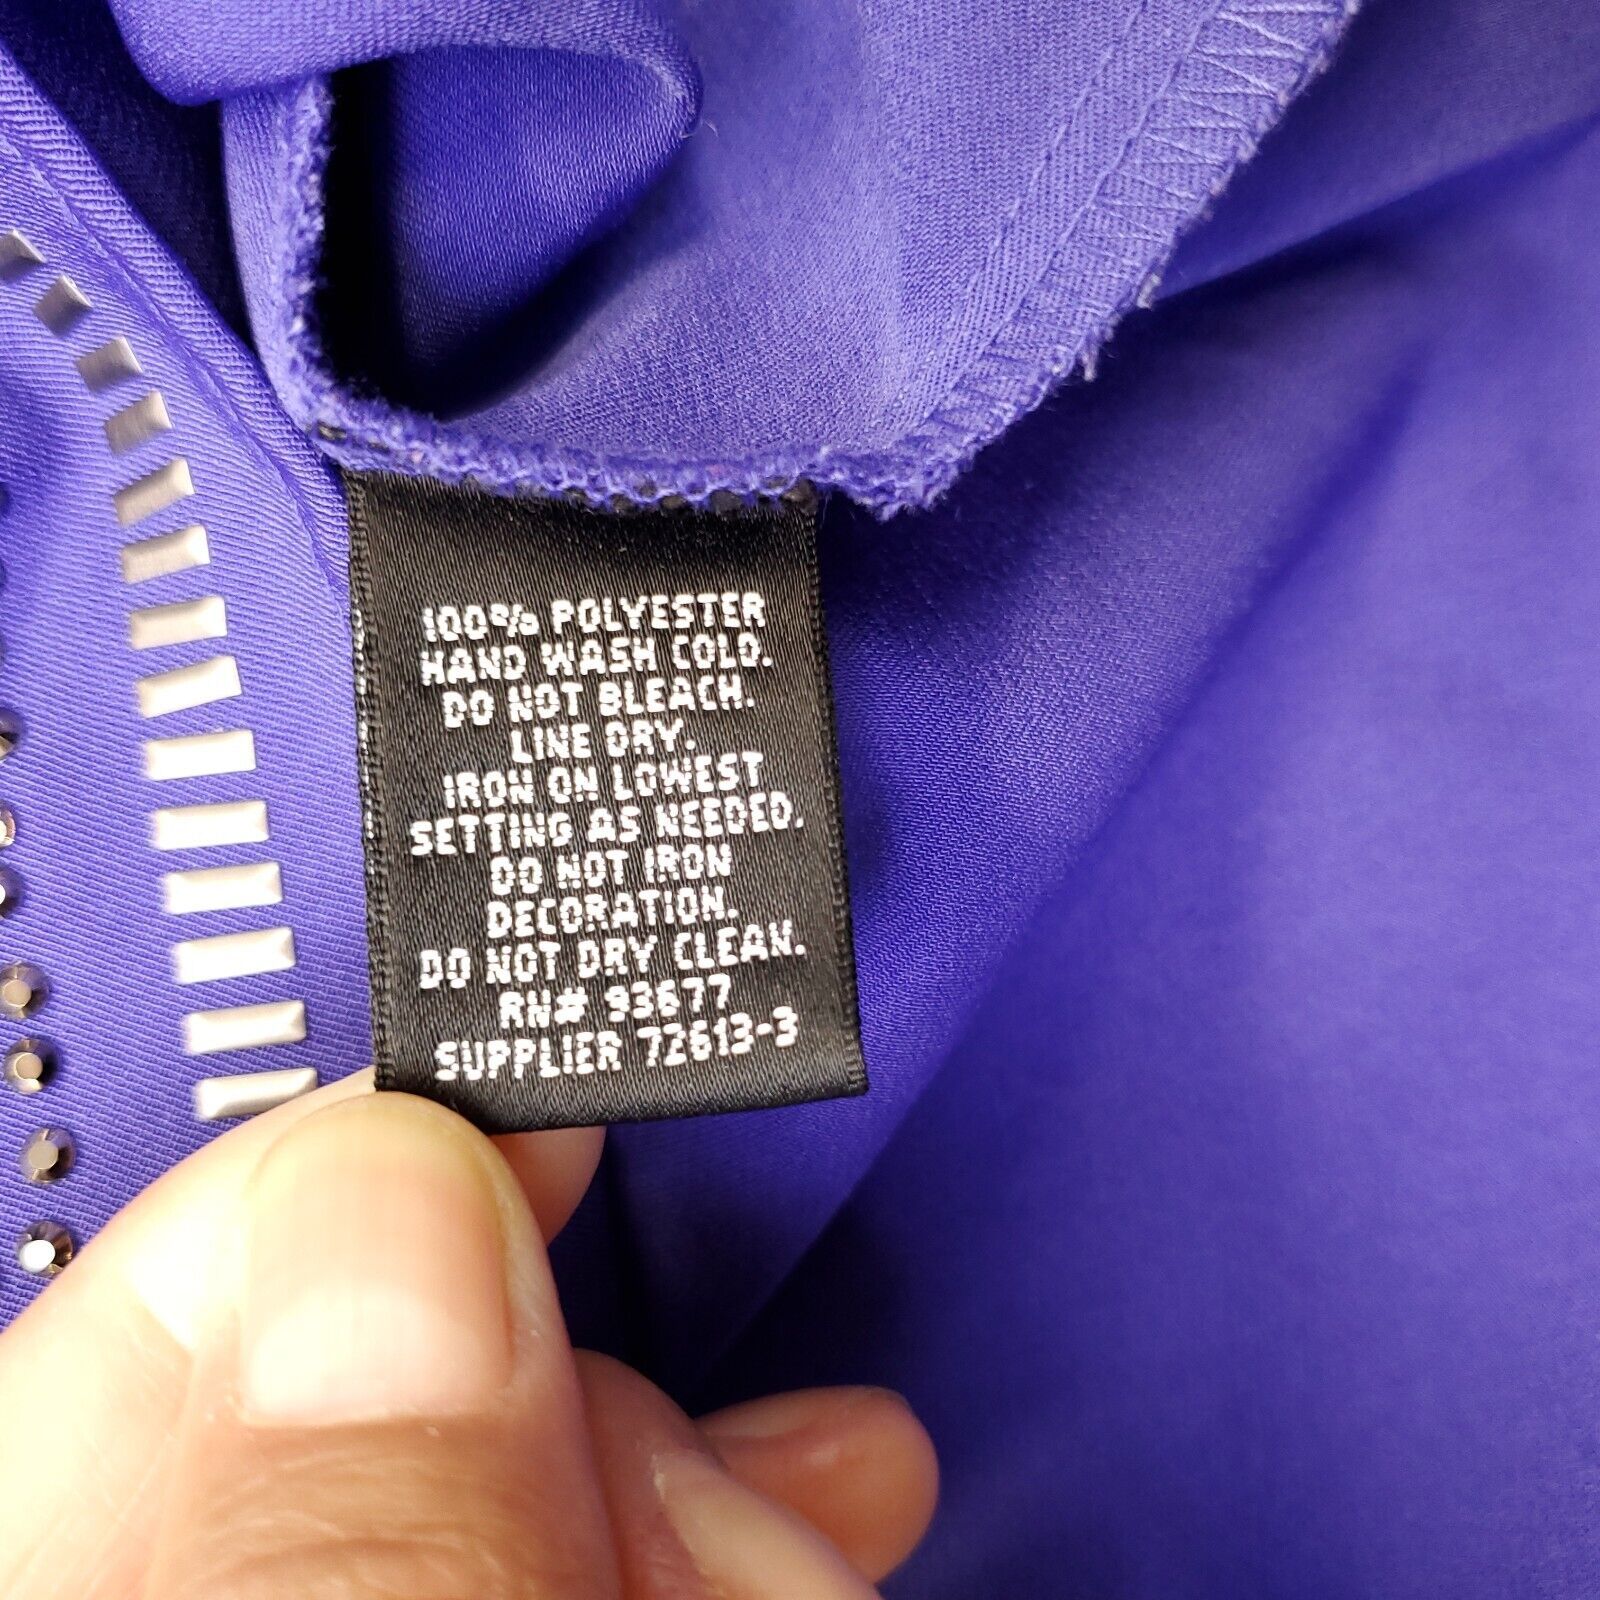 100% POLYESTER
HAND WASH COLD.
DO NOT BLEACH.
LINE DRY.
IRON ON LOWEST
SETTING AS NEEDED.
DO NOT IRON
DECORATION.
DO NOT DRY CLEAN.
RN# 93677
SUPPLIER 72613-3